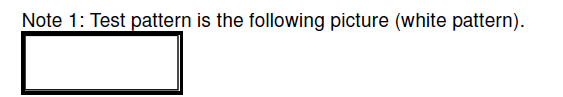 Note 1: Test pattern is the following picture (white pattern).